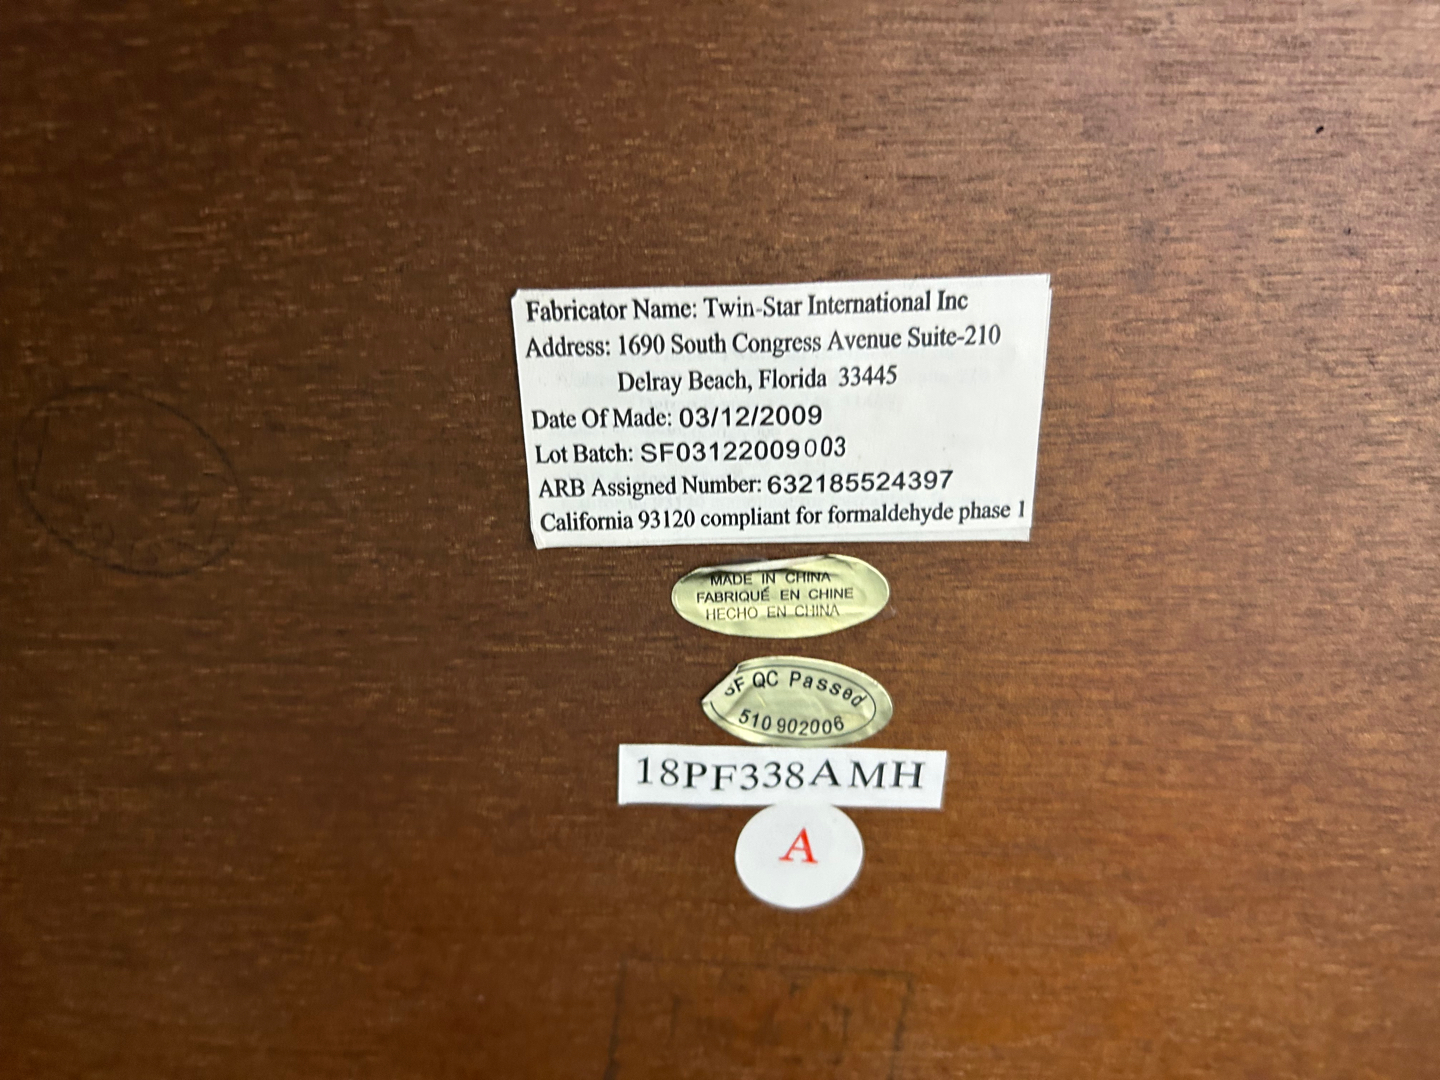 Fabricator Name: Twin-Star International Inc
Address: 1690 South Congress Avenue Suite-210
Delray Beach, Florida 33445
Date Of Made: 03/12/2009
Lot Batch: SF03122009003
ARB Assigned Number: 632185524397
California 93120 compliant for formaldehyde phase 1
MADE IN CHINA
FABRIQUÉ EN CHINE
HECHO EN CHINA
SF QC Passed
510902006
18PF338AMH
A